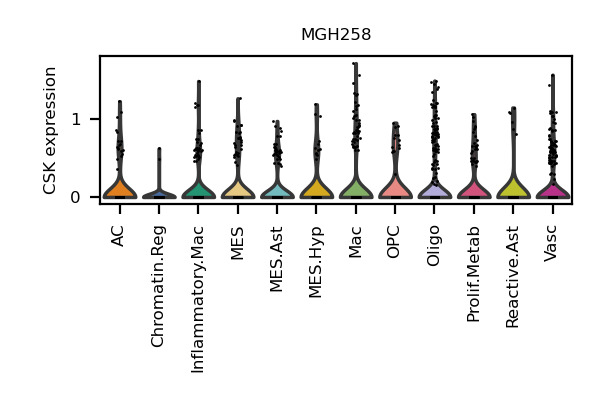 MGH258
CSK expression
1
0
AC
Chromatin.Reg
Inflammatory.Mac
MES
MES.Ast
MES.Hyp
Mac
OPC
Oligo
Prolif.Metab
Reactive.Ast
Vasc